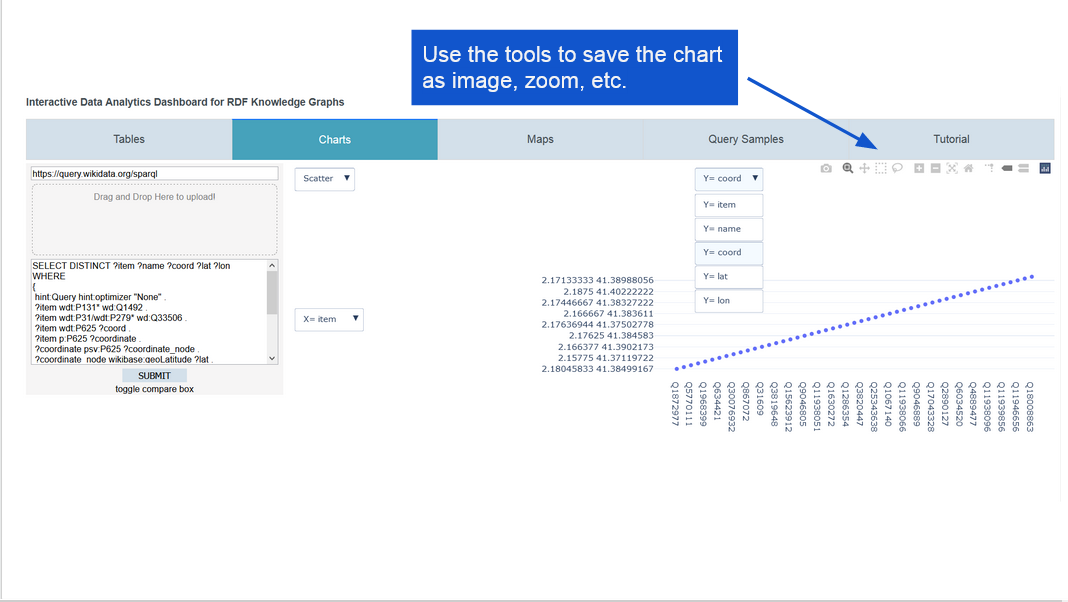 Use the tools to save the chart
as image, zoom, etc.
Interactive Data Analytics Dashboard for RDF Knowledge Graphs
Tables
Charts
Maps
Query Samples
Tutorial
https://query.wikidata.org/sparql
Drag and Drop Here to upload!
SELECT DISTINCT ?item ?name ?coord ?lat ?lon
WHERE
{
hint:Query hint:optimizer "None" .
?item wdt:P131* wd:Q1492 .
?item wdt:P31/wdt:P279* wd:Q33506 .
?item wdt:P625 ?coord .
?item p:P625 ?coordinate .
?coordinate psv:P625 ?coordinate_node .
?coordinate_node wikibase:geoLatitude ?lat .
SUBMIT
toggle compare box
Scatter ▼
X= item ▼
Y= coord ▼
Y= item
Y= name
Y= coord
Y= lat
Y= lon
2.17133333 41.38988056
2.1875 41.40222222
2.17446667 41.38327222
2.166667 41.383611
2.17636944 41.37502778
2.17625 41.384583
2.166377 41.3902173
2.15775 41.37119722
2.18045833 41.38499167
Q1872977
Q5770111
Q1968399
Q634421
Q30076932
Q867072
Q31609
Q3819648
Q15623912
Q9046805
Q11938051
Q1630272
Q1286354
Q3820447
Q25343638
Q1067140
Q11938066
Q9046889
Q17043328
Q2890127
Q6034520
Q4889477
Q11938096
Q11939856
Q11946656
Q18008863